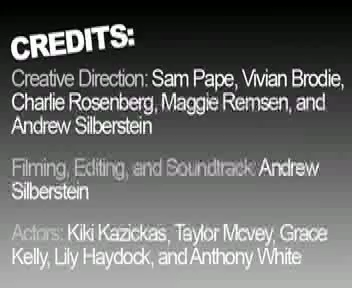 CREDITS:
Creative Direction: Sam Pape, Vivian Brodie,
Charlie Rosenberg, Maggie Remsen, and
Andrew Silberstein
Filming, Editing, and Soundtrack: Andrew
Silberstein
Actors: Kiki Kazickas, Taylor Mcvey, Grace
Kelly, Lily Haydock, and Anthony White